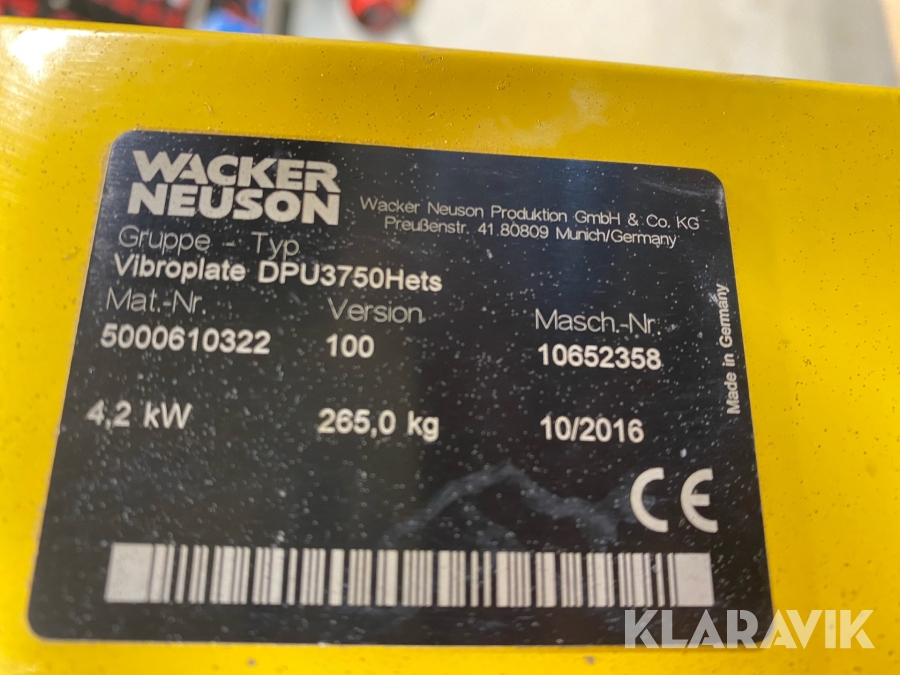 WACKER
NEUSON
Wacker Neuson Produktion GmbH & Co. KG
Preußenstr. 41.80809 Munich/Germany
Gruppe - Typ
Vibroplate DPU3750Hets
Mat.-Nr. Version Masch.-Nr.
5000610322 100 10652358
4,2 kW 265,0 kg 10/2016
CE
Made in Germany
KLARAVIK